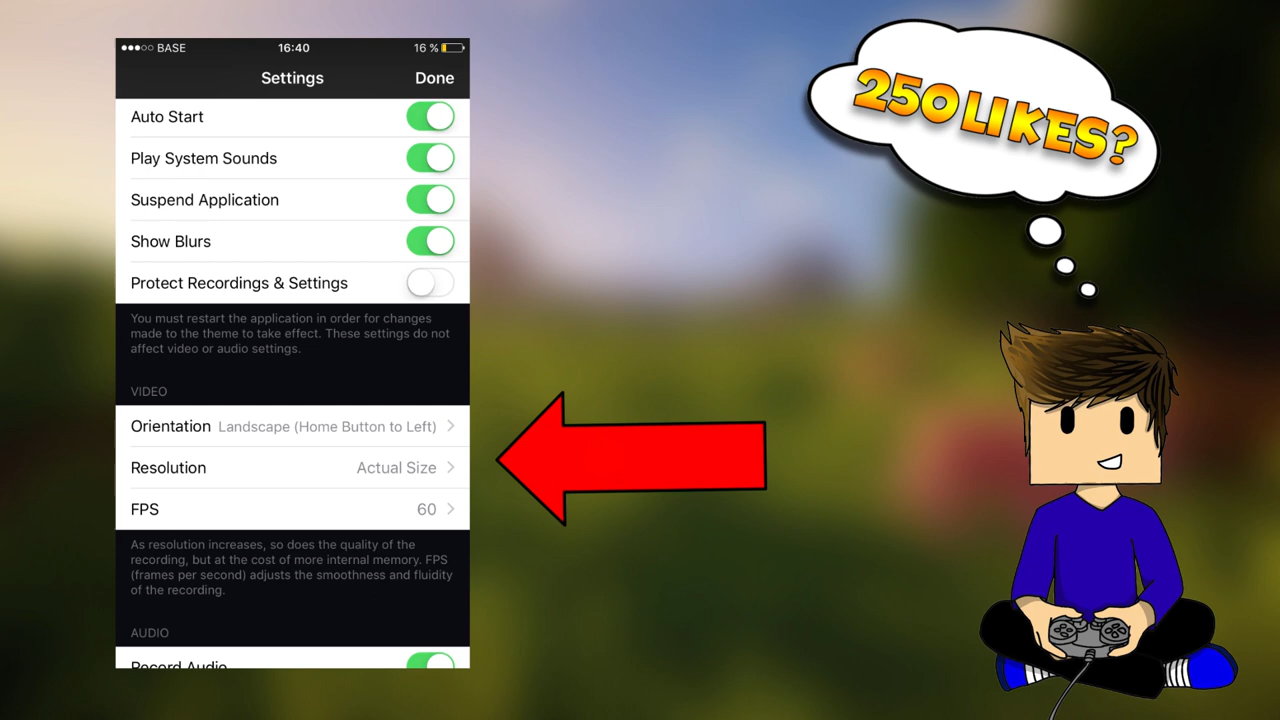 BASE 16:40 16 %
Settings Done
Auto Start
Play System Sounds
Suspend Application
Show Blurs
Protect Recordings & Settings
You must restart the application in order for changes
made to the theme to take effect. These settings do not
affect video or audio settings.
VIDEO
Orientation Landscape (Home Button to Left)
Resolution Actual Size
FPS 60
As resolution increases, so does the quality of the
recording, but at the cost of more internal memory. FPS
(frames per second) adjusts the smoothness and fluidity
of the recording.
AUDIO
Record Audio
250 LIKES?